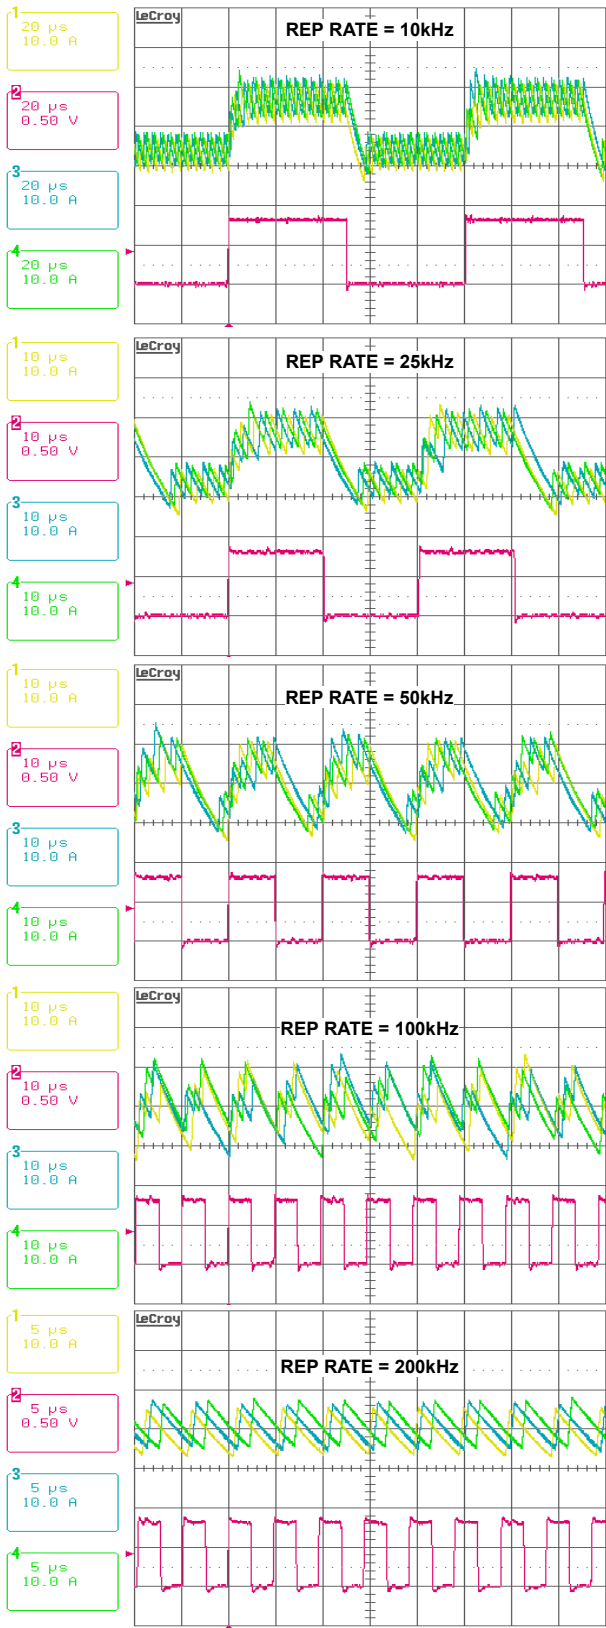 1
20 µs
10.0 A
2
20 µs
0.50 V
3
20 µs
10.0 A
4
20 µs
10.0 A
LeCroy
REP RATE = 10kHz
1
10 µs
10.0 A
2
10 µs
0.50 V
3
10 µs
10.0 A
4
10 µs
10.0 A
LeCroy
REP RATE = 25kHz
1
10 µs
10.0 A
2
10 µs
0.50 V
3
10 µs
10.0 A
4
10 µs
10.0 A
LeCroy
REP RATE = 50kHz
1
10 µs
10.0 A
2
10 µs
0.50 V
3
10 µs
10.0 A
4
10 µs
10.0 A
LeCroy
REP RATE = 100kHz
1
5 µs
10.0 A
2
5 µs
0.50 V
3
5 µs
10.0 A
4
5 µs
10.0 A
LeCroy
REP RATE = 200kHz